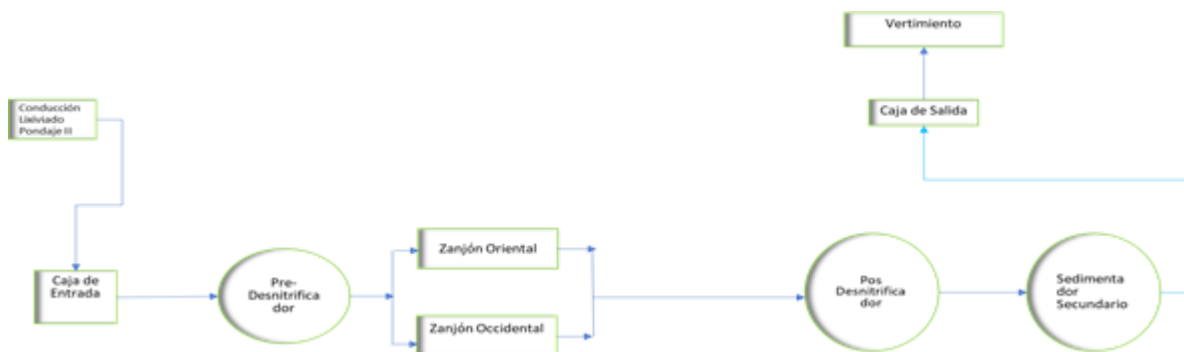 Vertimiento
Conducción
Lixiviado
Pondaje II
Caja de Salida
Zanjón Oriental
Caja de
Entrada
Pre-
Desnitrifica
dor
Zanjón Occidental
Pos
Desnitrifica
dor
Sedimenta
dor
Secundario